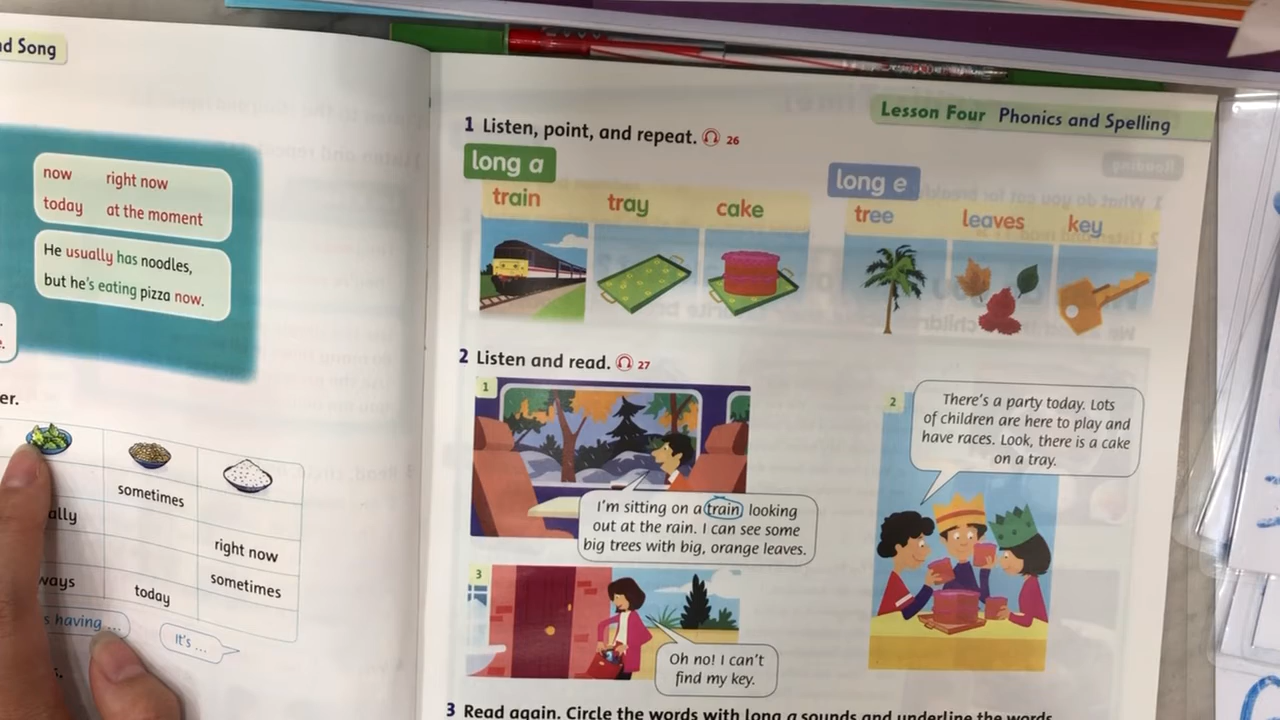 nd Song
now right now
today at the moment
He usually has noodles,
but he's eating pizza now.
er.
sometimes
ally
right now
ways today sometimes
s having ...
It's ...
Lesson Four Phonics and Spelling
1 Listen, point, and repeat. 26
long a
train tray cake
long e
tree leaves key
2 Listen and read. 27
1
I'm sitting on a train looking
out at the rain. I can see some
big trees with big, orange leaves.
2
There's a party today. Lots
of children are here to play and
have races. Look, there is a cake
on a tray.
3
Oh no! I can't
find my key.
3 Read again. Circle the words with long a sounds and underline the words